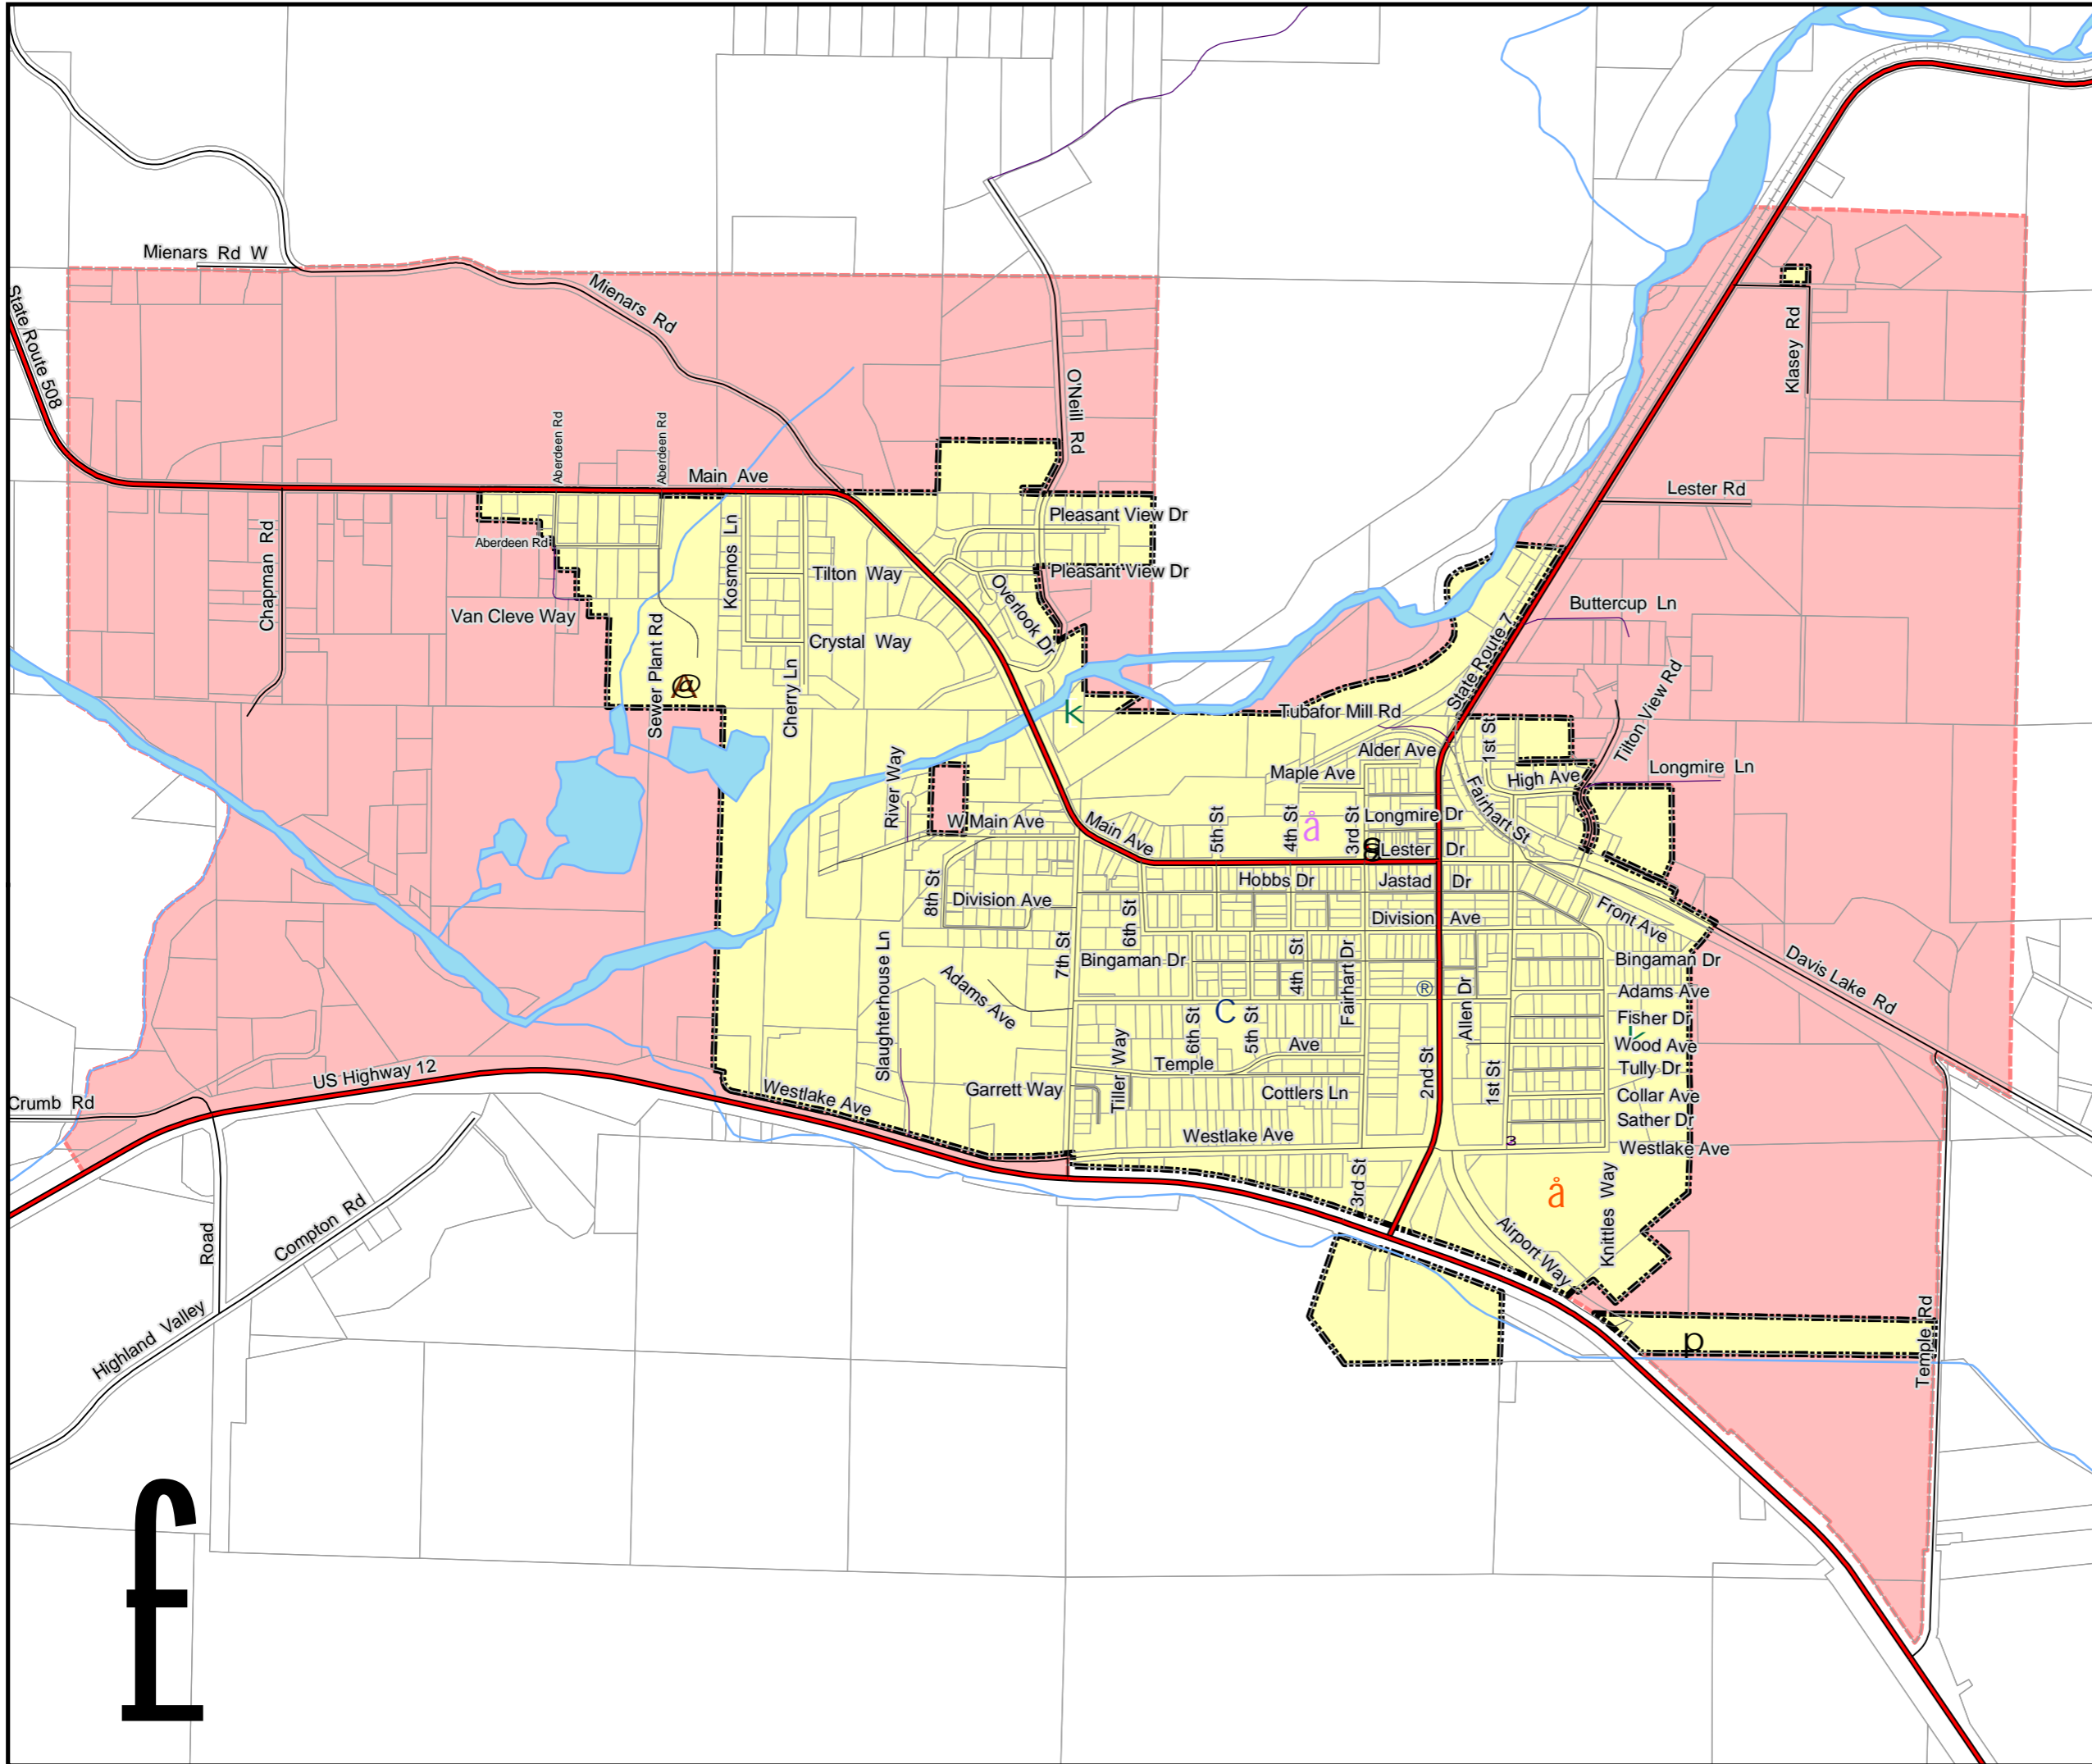 Mienars Rd W
Mienars Rd
State Route 508
O'Neill Rd
Klasey Rd
Aberdeen Rd
Aberdeen Rd
Main Ave
Lester Rd
Pleasant View Dr
Aberdeen Rd
Chapman Rd
Kosmos Ln
Tilton Way
Pleasant View Dr
Overlook Dr
Van Cleve Way
Buttercup Ln
Sewer Plant Rd
Crystal Way
Cherry Ln
State Route 7
Tilton View Rd
@
A
k
Tubafor Mill Rd
1st St
Alder Ave
Maple Ave
High Ave
Longmire Ln
River Way
W Main Ave
Main Ave
5th St
4th St
å
3rd St
Longmire Dr
Fairhart St
S
Lester Dr
8th St
Hobbs Dr
Jastad Dr
Division Ave
6th St
Division Ave
Front Ave
Slaughterhouse Ln
7th St
Bingaman Dr
4th St
Fairhart Dr
Bingaman Dr
Davis Lake Rd
Adams Ave
®
Allen Dr
Adams Ave
C
6th St
5th St
Fisher Dr
k
Wood Ave
Tiller Way
Temple Ave
Tully Dr
US Highway 12
Crumb Rd
Westlake Ave
Garrett Way
Cottlers Ln
2nd St
1st St
Collar Ave
Sather Dr
Westlake Ave
3
Westlake Ave
3rd St
å
Knittles Way
Airport Way
Road
Compton Rd
Highland Valley
p
Temple Rd
£